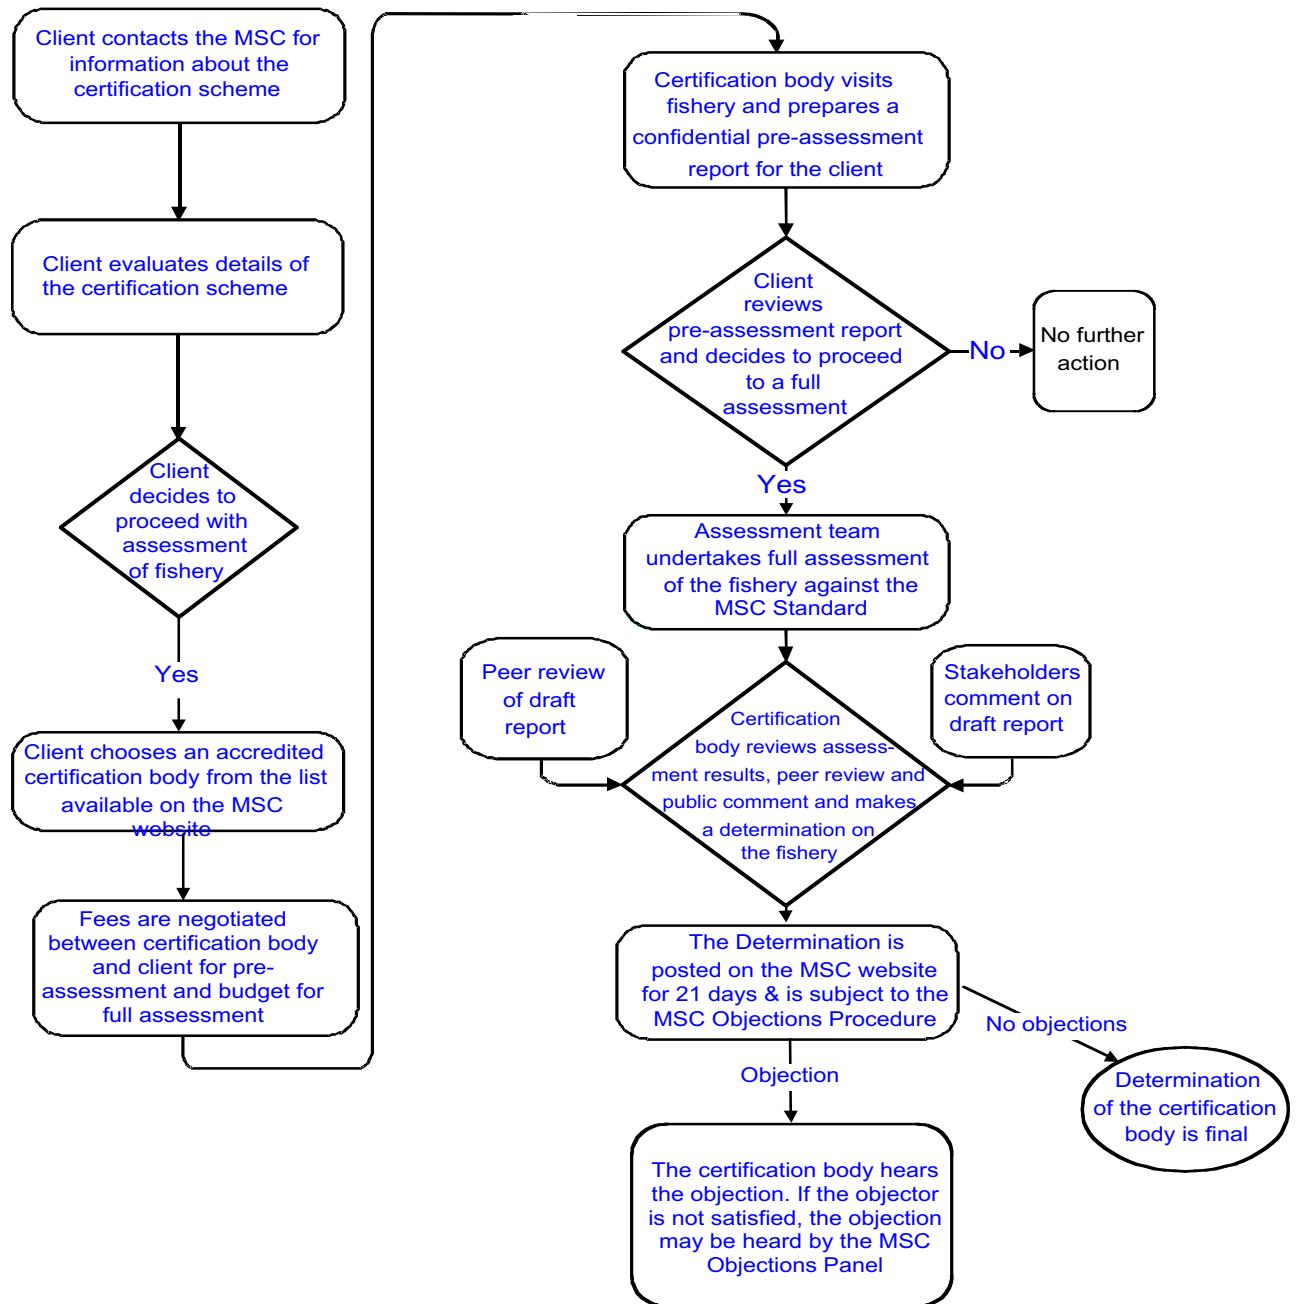 Client contacts the MSC for
information about the
certification scheme
Client evaluates details of
the certification scheme
Client
decides to
proceed with
assessment
of fishery
Yes
Client chooses an accredited
certification body from the list
available on the MSC
website
Fees are negotiated
between certification body
and client for pre-
assessment and budget for
full assessment
Certification body visits
fishery and prepares a
confidential pre-assessment
report for the client
Client
reviews
pre-assessment report
and decides to proceed
to a full
assessment
No
No further
action
Yes
Assessment team
undertakes full assessment
of the fishery against the
MSC Standard
Peer review
of draft
report
Stakeholders
comment on
draft report
Certification
body reviews assess-
ment results, peer review and
public comment and makes
a determination on
the fishery
The Determination is
posted on the MSC website
for 21 days & is subject to the
MSC Objections Procedure
No objections
Determination
of the certification
body is final
Objection
The certification body hears
the objection. If the objector
is not satisfied, the objection
may be heard by the MSC
Objections Panel